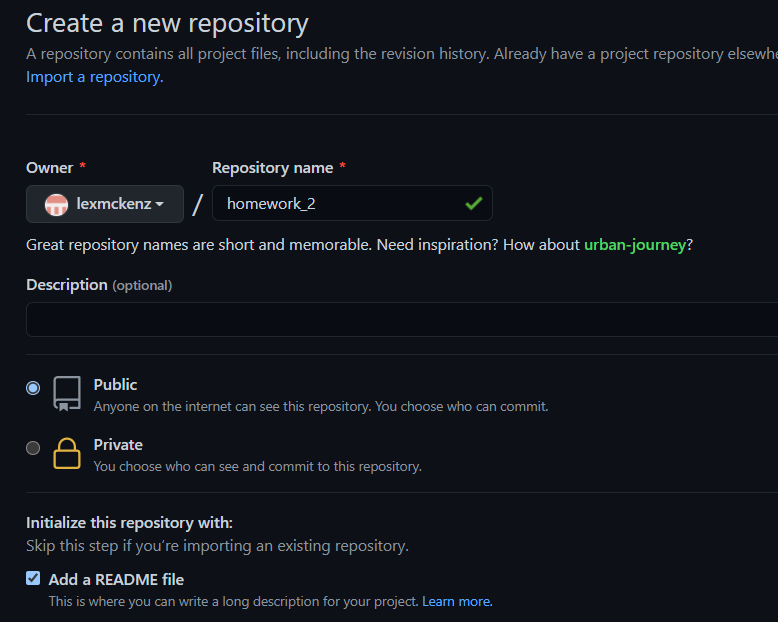 Create a new repository
A repository contains all project files, including the revision history. Already have a project repository
Import a repository.
Owner *
Repository name *
lexmckenz
/
homework_2
Great repository names are short and memorable. Need inspiration? How about urban-journey?
Description (optional)
Public
Anyone on the internet can see this repository. You choose who can commit.
Private
You choose who can see and commit to this repository.
Initialize this repository with:
Skip this step if you're importing an existing repository.
Add a README file
This is where you can write a long description for your project. Learn more.